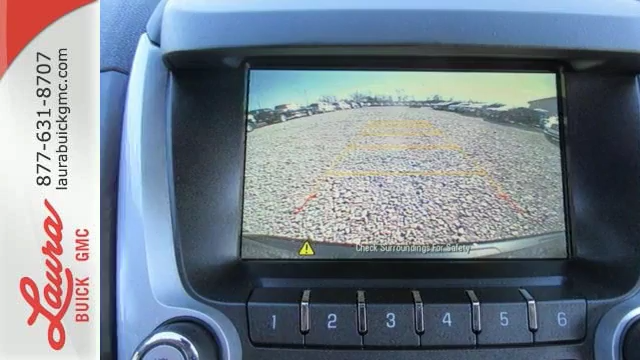 877-631-8707
laurabuickgmc.com
Laura
BUICK GMC
Check Surroundings For Safety
1 2 3 4 5 6